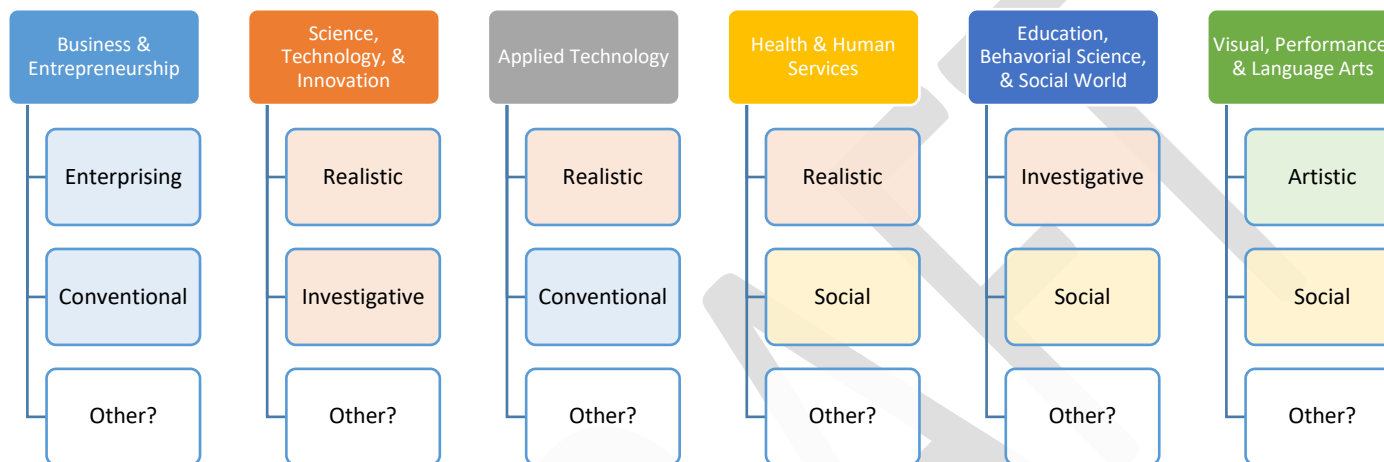 Business &
Entrepreneurship
Science,
Technology, &
Innovation
Applied Technology
Health & Human
Services
Education,
Behavorial Science,
& Social World
Visual, Performance
& Language Arts
Enterprising
Realistic
Realistic
Realistic
Investigative
Artistic
Conventional
Investigative
Conventional
Social
Social
Social
Other?
Other?
Other?
Other?
Other?
Other?